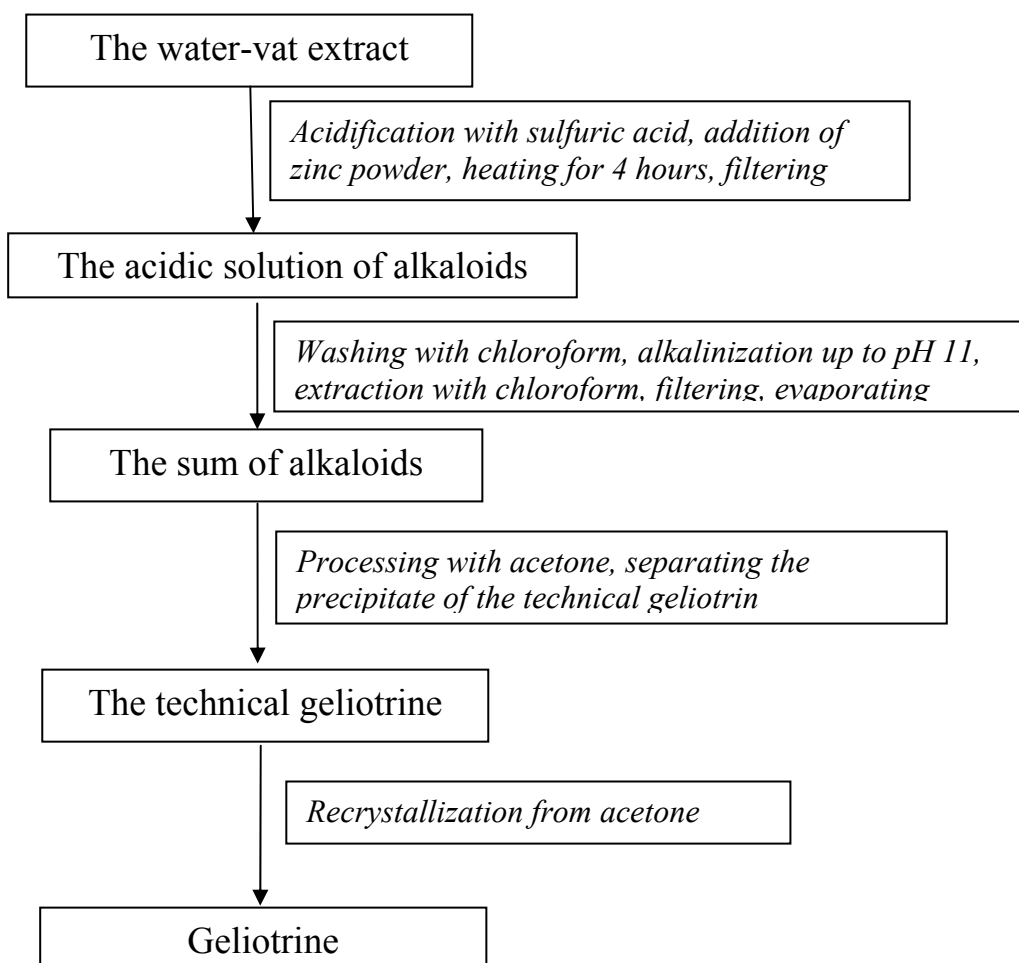 The water-vat extract
Acidification with sulfuric acid, addition of
zinc powder, heating for 4 hours, filtering
The acidic solution of alkaloids
Washing with chloroform, alkalinization up to pH 11,
extraction with chloroform, filtering, evaporating
The sum of alkaloids
Processing with acetone, separating the
precipitate of the technical geliotrin
The technical geliotrine
Recrystallization from acetone
Geliotrine